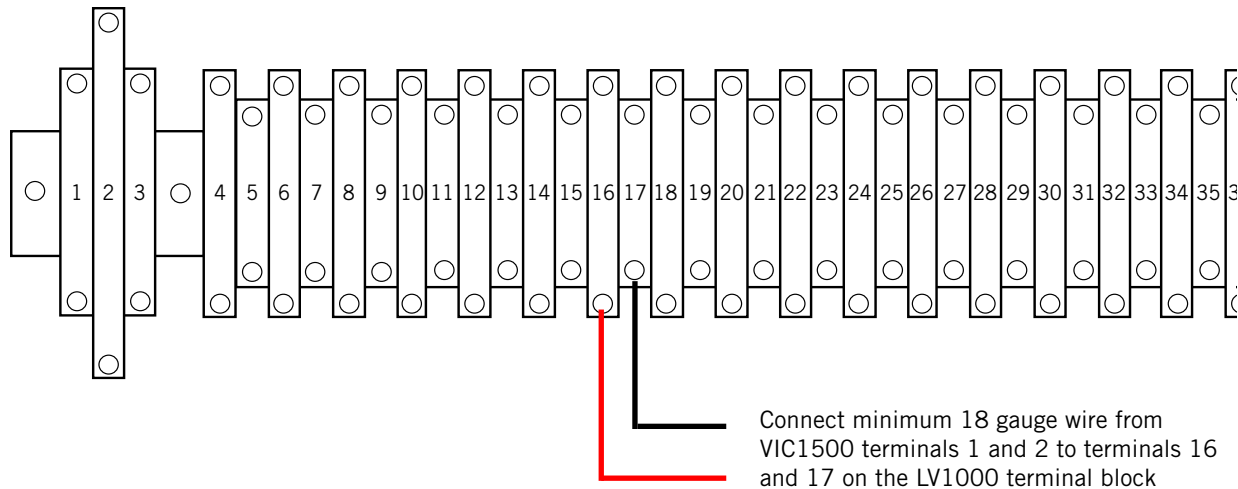 1 2 3 4 5 6 7 8 9 10 11 12 13 14 15 16 17 18 19 20 21 22 23 24 25 26 27 28 29 30 31 32 33 34 35
Connect minimum 18 gauge wire from
VIC1500 terminals 1 and 2 to terminals 16
and 17 on the LV1000 terminal block